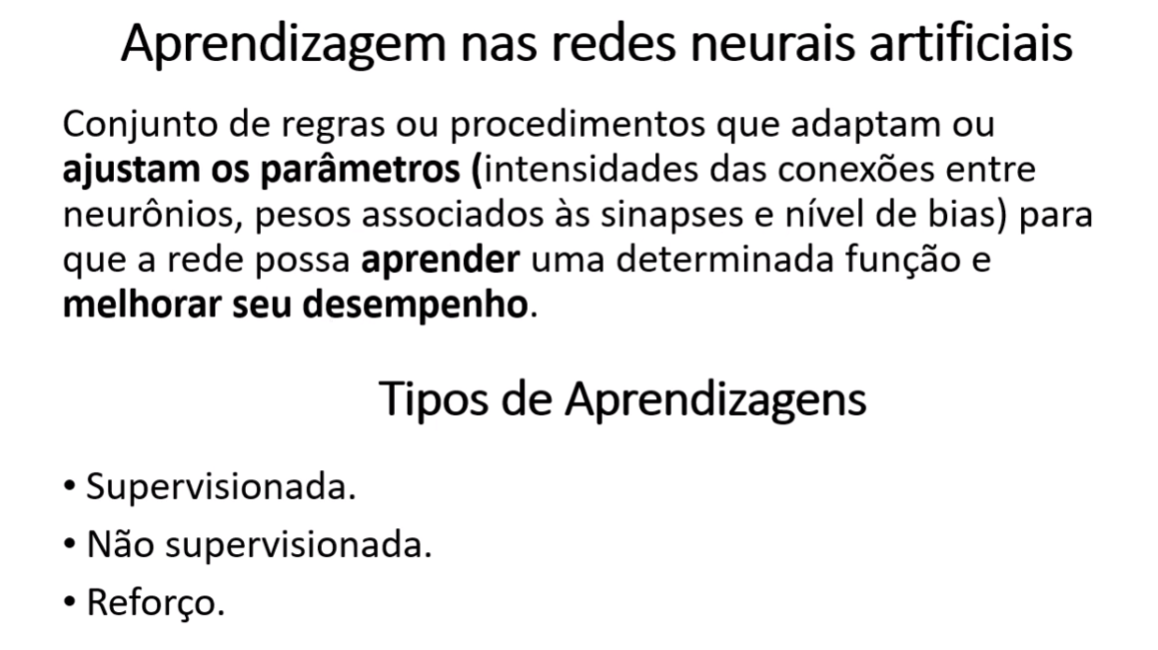 Aprendizagem nas redes neurais artificiais
Conjunto de regras ou procedimentos que adaptam ou
ajustam os parâmetros (intensidades das conexões entre
neurônios, pesos associados às sinapses e nível de bias) para
que a rede possa aprender uma determinada função e
melhorar seu desempenho.
Tipos de Aprendizagens
• Supervisionada.
• Não supervisionada.
• Reforço.